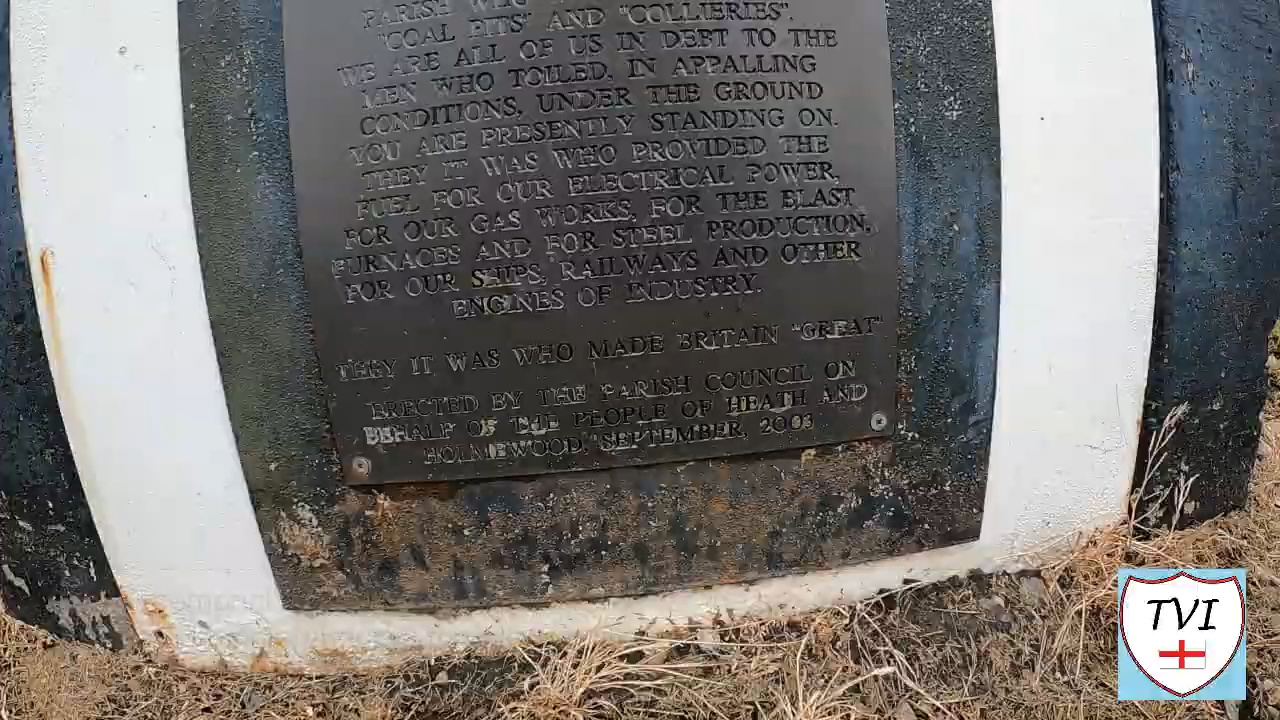 PARISH WHO
"COAL PITS" AND "COLLIERIES".
WE ARE ALL OF US IN DEBT TO THE
MEN WHO TOILED, IN APPALLING
CONDITIONS, UNDER THE GROUND
YOU ARE PRESENTLY STANDING ON.
THEY IT WAS WHO PROVIDED THE
FUEL FOR OUR ELECTRICAL POWER,
FOR OUR GAS WORKS, FOR THE BLAST
FURNACES AND FOR STEEL PRODUCTION,
FOR OUR SHIPS, RAILWAYS AND OTHER
ENGINES OF INDUSTRY.
THEY IT WAS WHO MADE BRITAIN "GREAT"
ERECTED BY THE PARISH COUNCIL ON
BEHALF OF THE PEOPLE OF HEATH AND
HOLMEWOOD, SEPTEMBER, 2003
TVI